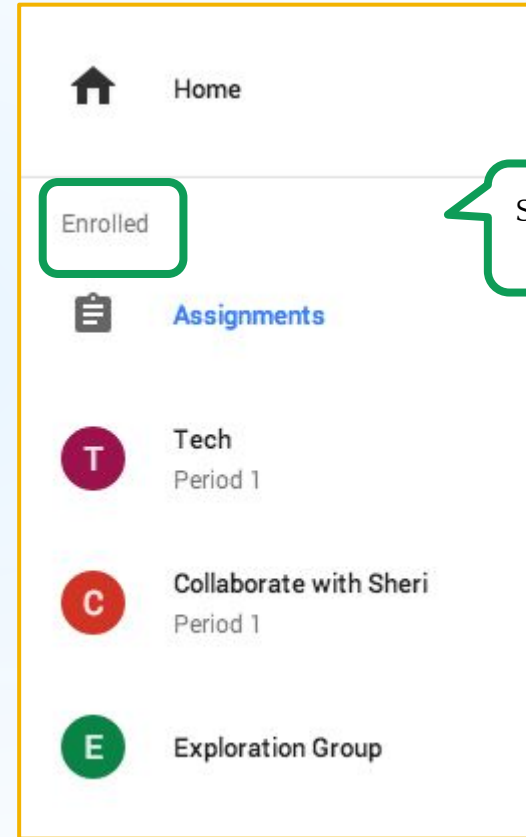 Home
Enrolled
S
Assignments
T
Tech
Period 1
C
Collaborate with Sheri
Period 1
E
Exploration Group